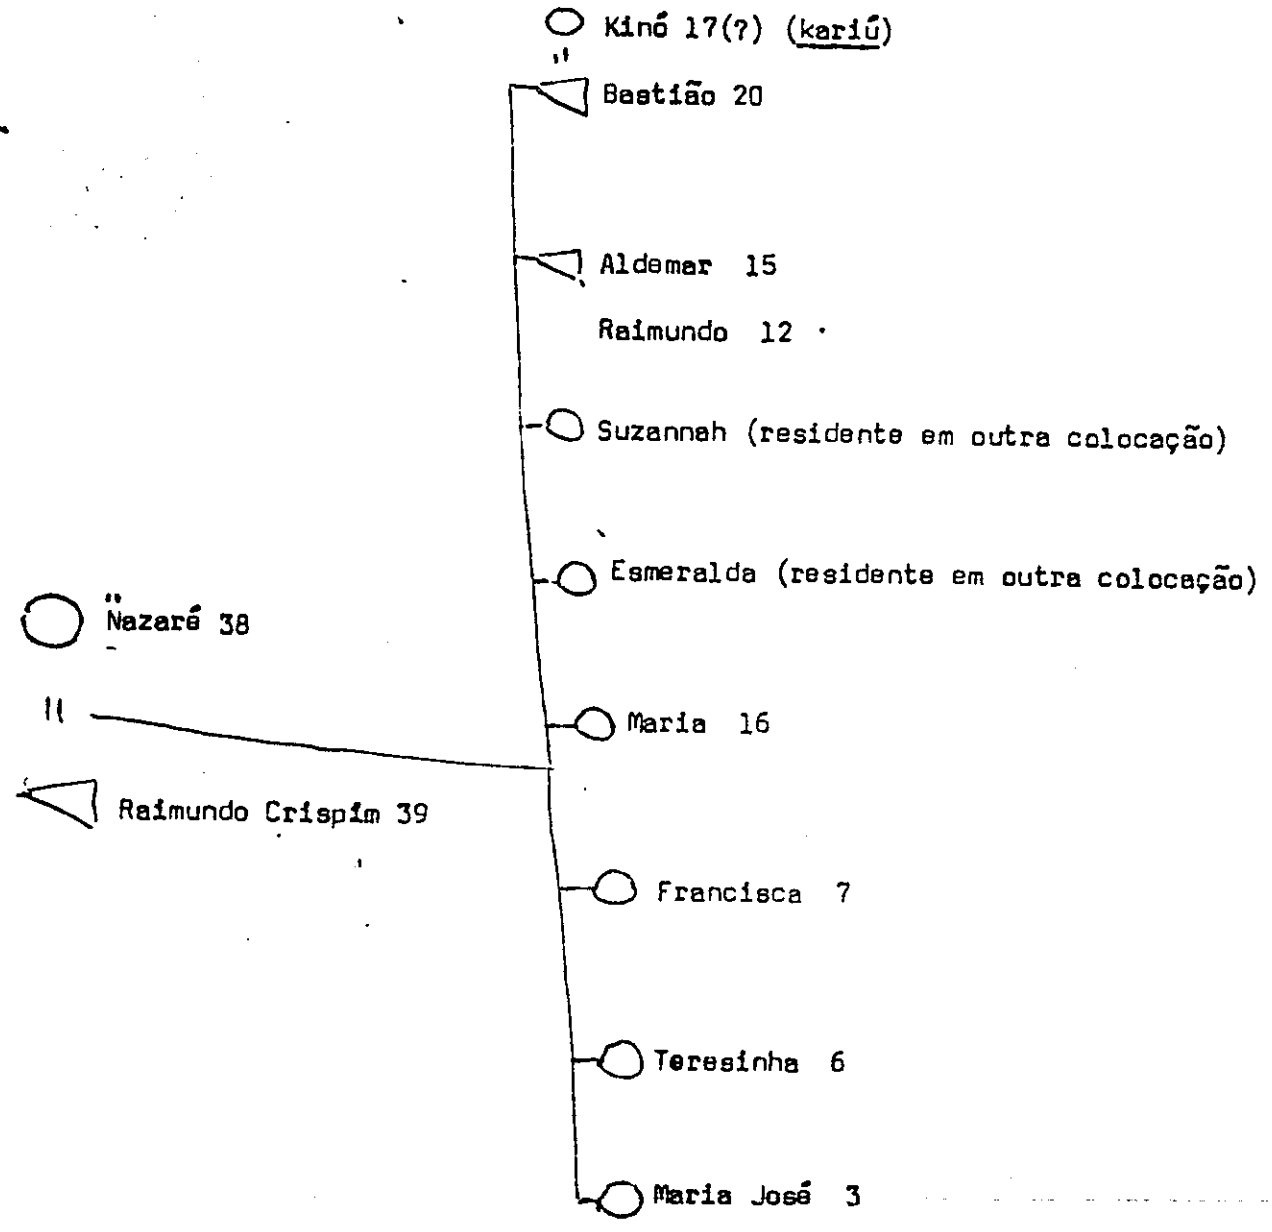 Kinó 17(?) (kariú)
Bastião 20
Aldemar 15
Raimundo 12
Suzannah (residente em outra colocação)
Esmeralda (residente em outra colocação)
Nazaré 38
Maria 16
Raimundo Crispim 39
Francisca 7
Teresinha 6
Maria José 3